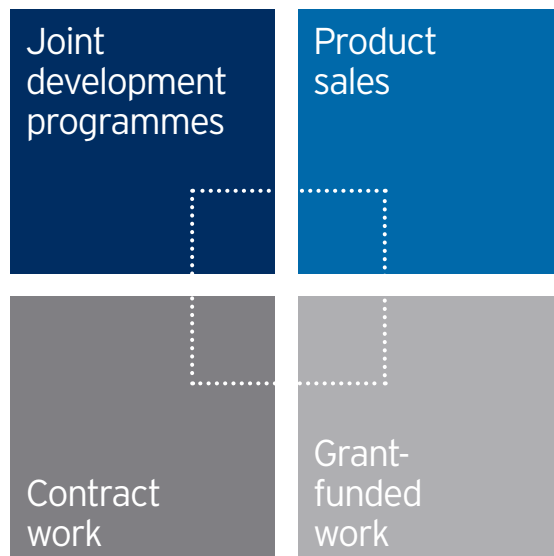 Joint
development
programmes
Product
sales
Contract
work
Grant-
funded
work